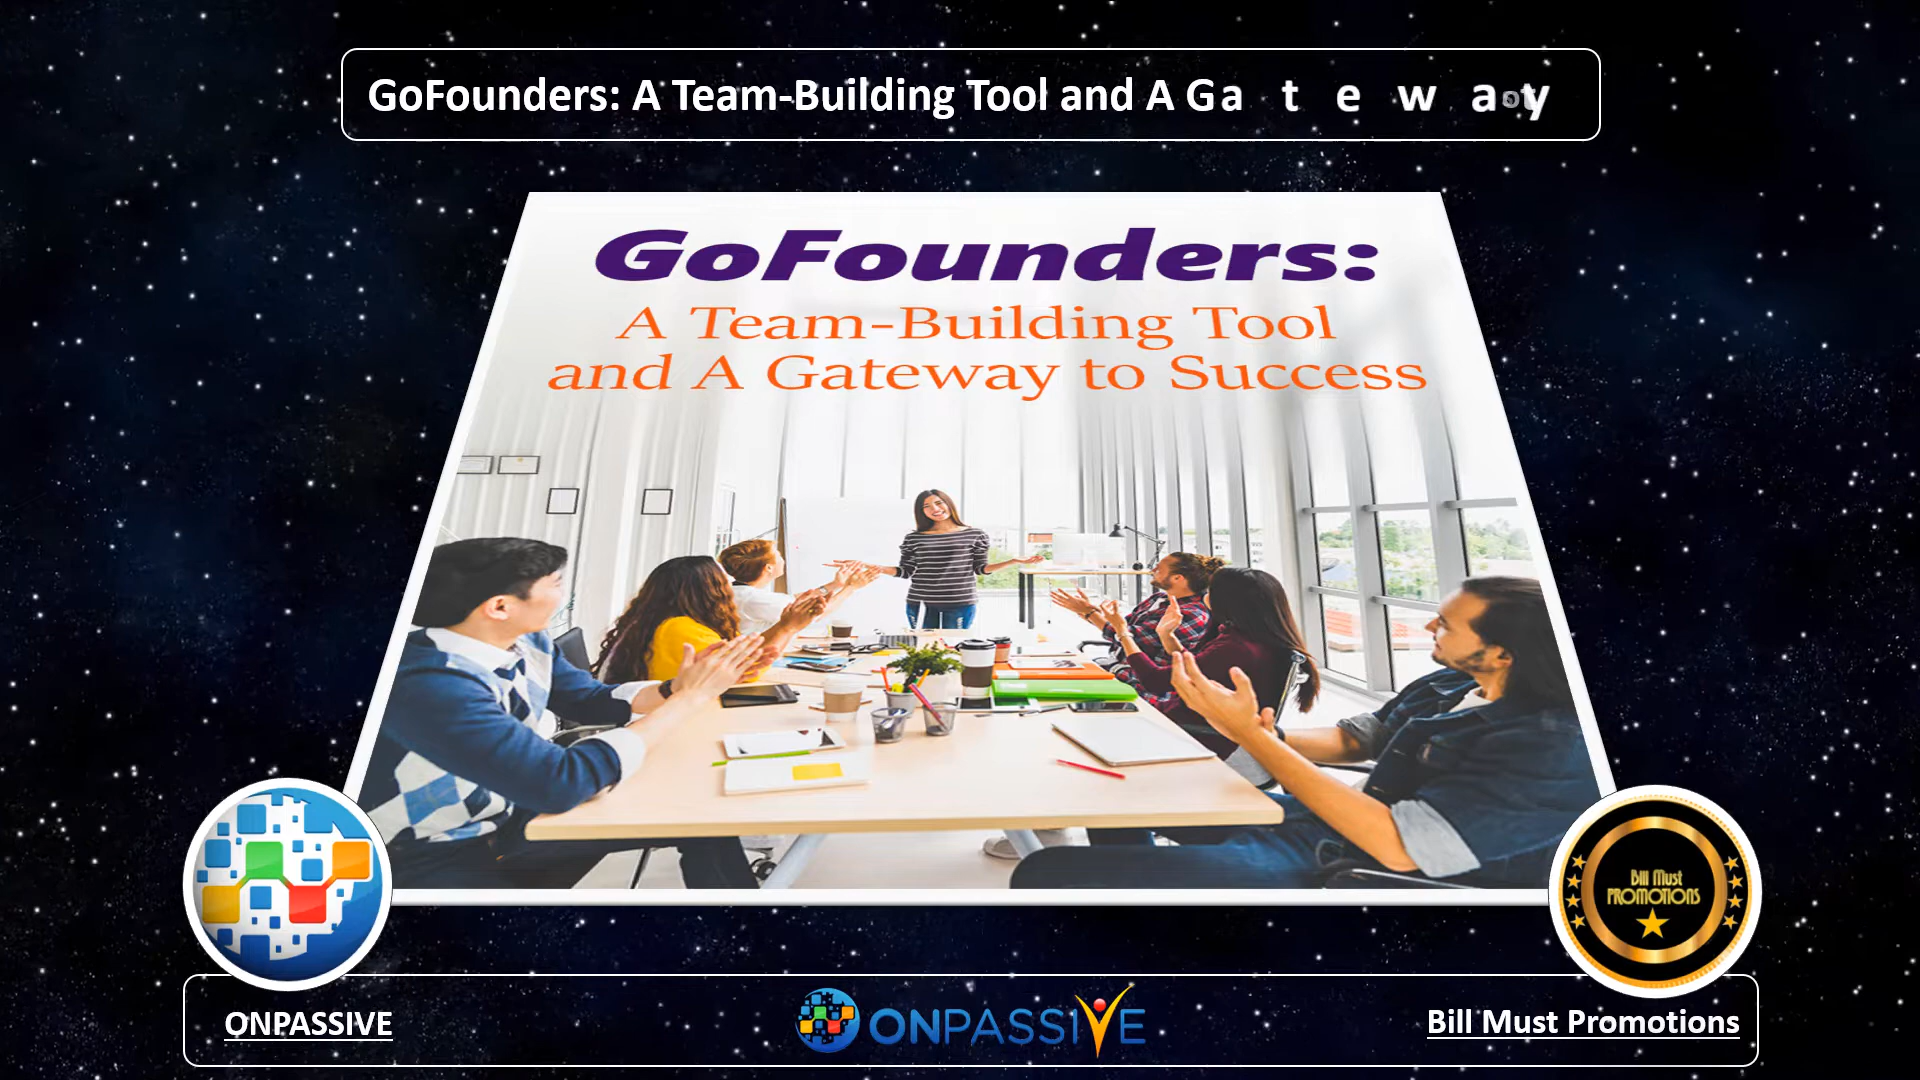 GoFounders: A Team-Building Tool and A Gateway
GoFounders:
A Team-Building Tool
and A Gateway to Success
Bill Must
PROMOTIONS
ONPASSIVE
ONPASSIVE
Bill Must Promotions